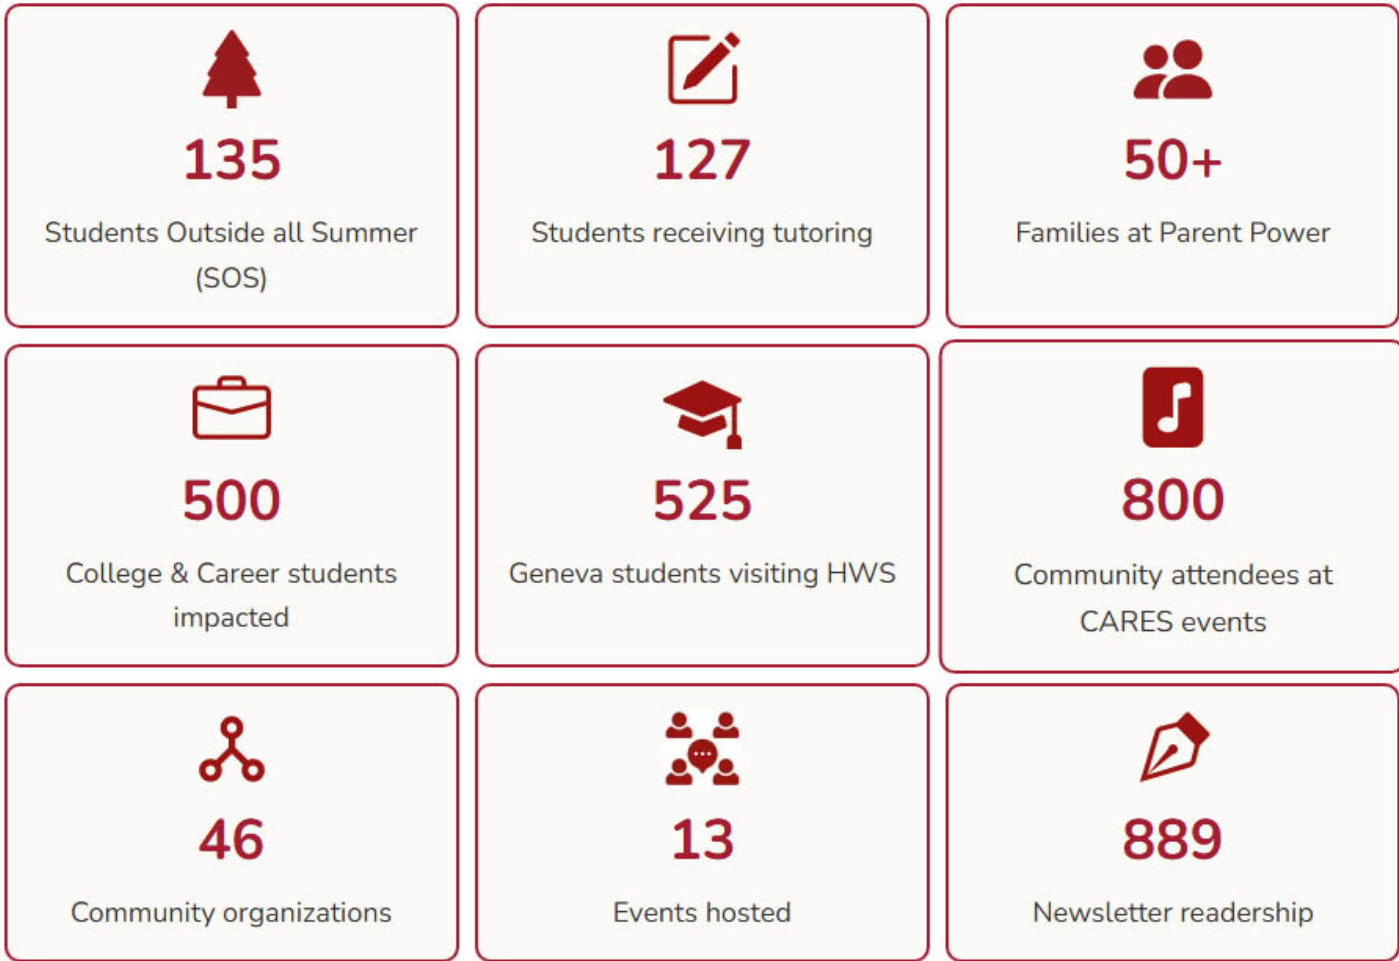 135
Students Outside all Summer
(SOS)
127
Students receiving tutoring
50+
Families at Parent Power
500
College & Career students
impacted
525
Geneva students visiting HWS
800
Community attendees at
CARES events
46
Community organizations
13
Events hosted
889
Newsletter readership